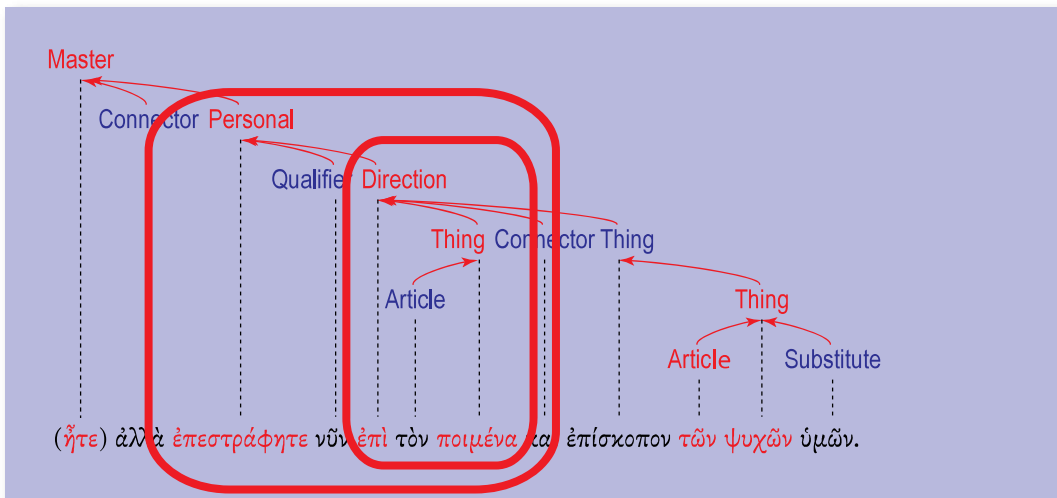 Master
Connector Personal
Qualifier Direction
Thing Connector Thing
Article Thing
Article Substitute
(ἦτε) ἀλλὰ ἐπεστράφητε νῦν ἐπὶ τὸν ποιμένα καὶ ἐπίσκοπον τῶν ψυχῶν ὑμῶν.